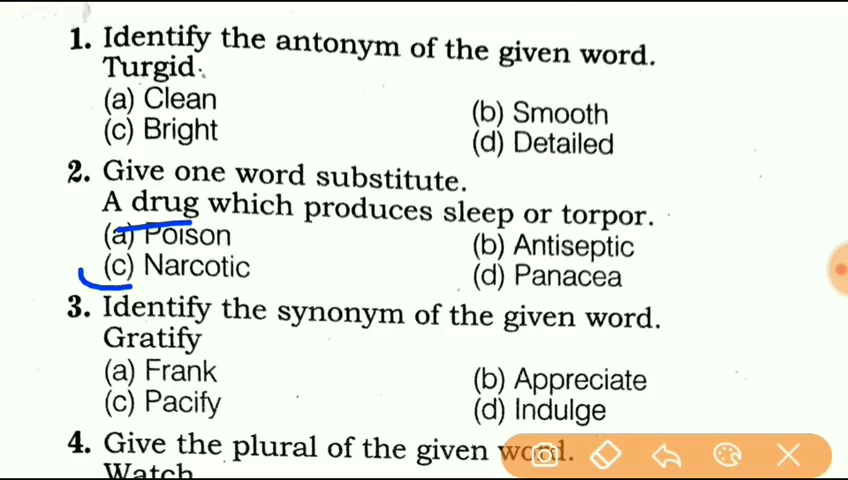 1. Identify the antonym of the given word.
Turgid.
(a) Clean
(b) Smooth
(c) Bright
(d) Detailed
2. Give one word substitute.
A drug which produces sleep or torpor.
(a) Poison
(b) Antiseptic
(c) Narcotic
(d) Panacea
3. Identify the synonym of the given word.
Gratify
(a) Frank
(b) Appreciate
(c) Pacify
(d) Indulge
4. Give the plural of the given word.
Watch